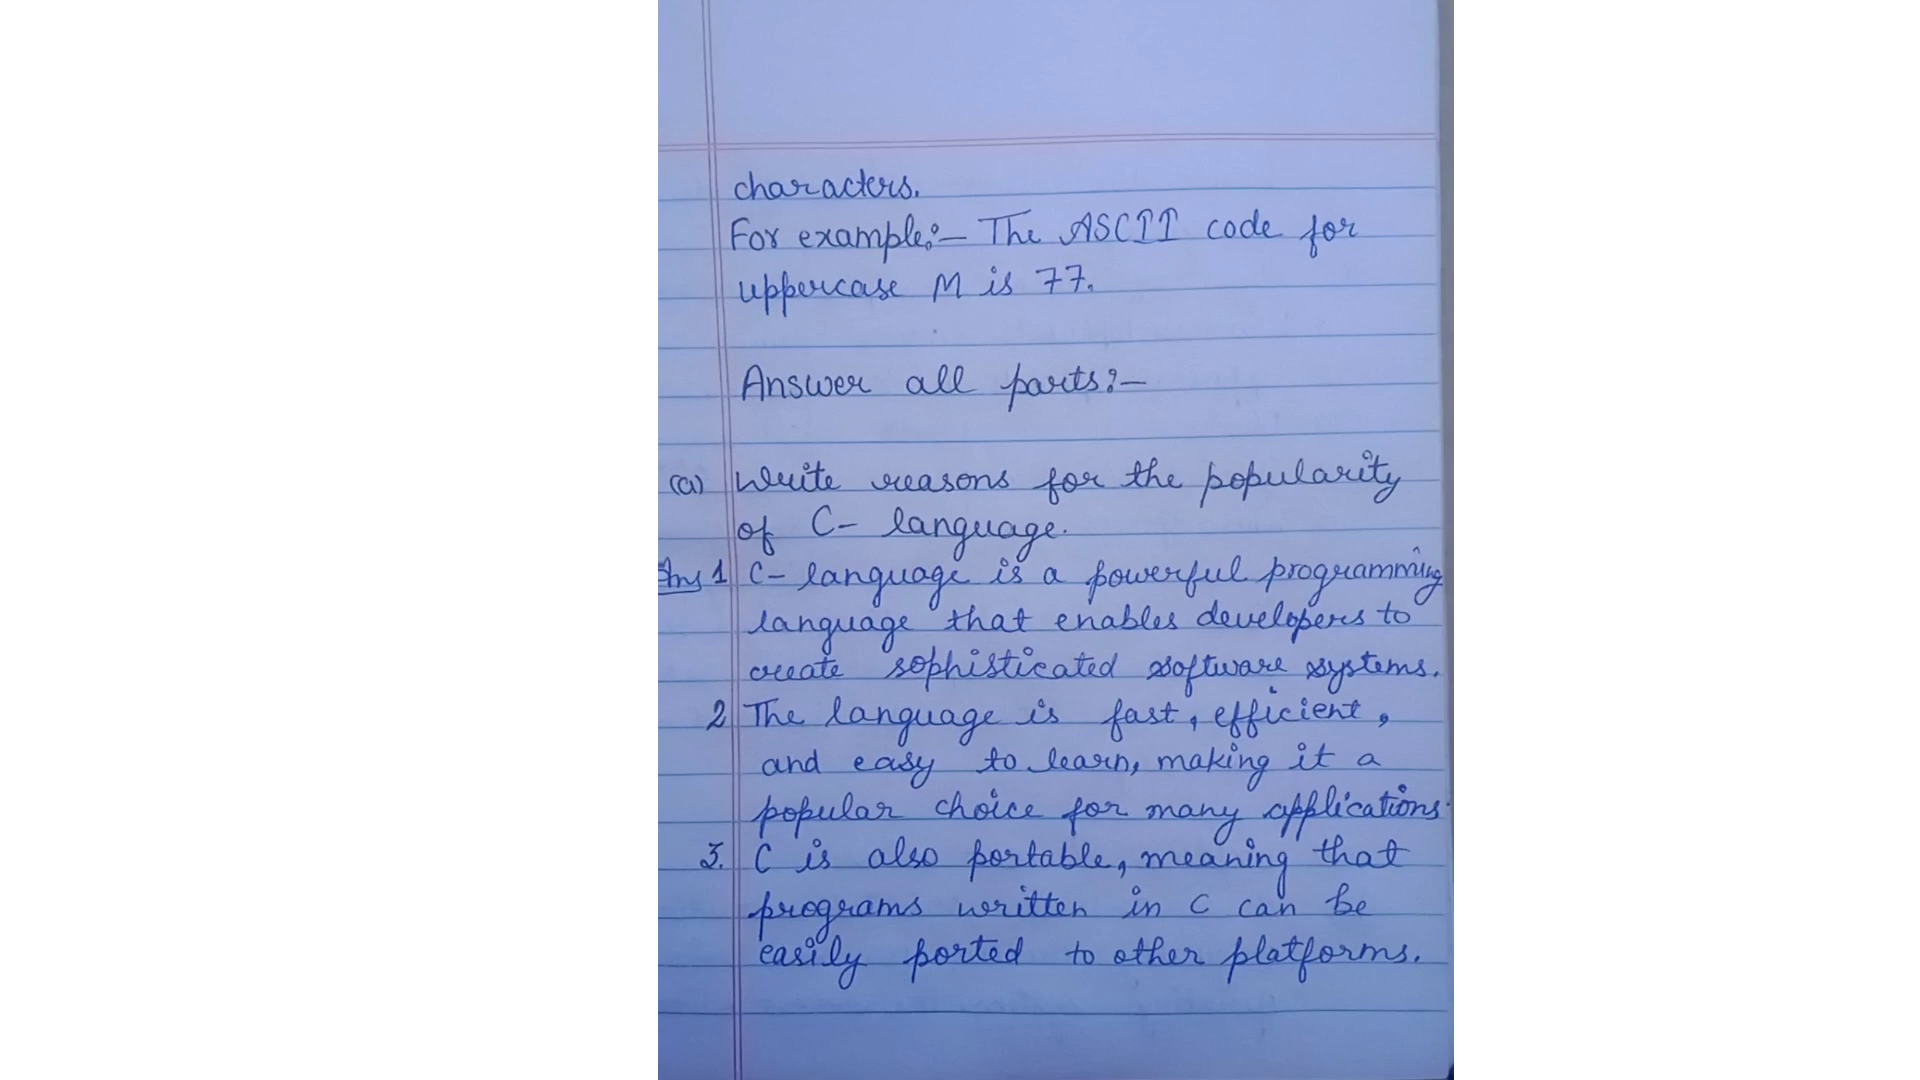 characters.
For example:- The ASCII code for
uppercase M is 77.
Answer all parts:-
(a) Write reasons for the popularity
of C- language.
Ans 1 C- language is a powerful programming
language that enables developers to
create sophisticated software systems.
2 The language is fast, efficient,
and easy to learn, making it a
popular choice for many applications.
3. C is also portable, meaning that
programs written in C can be
easily ported to other platforms.